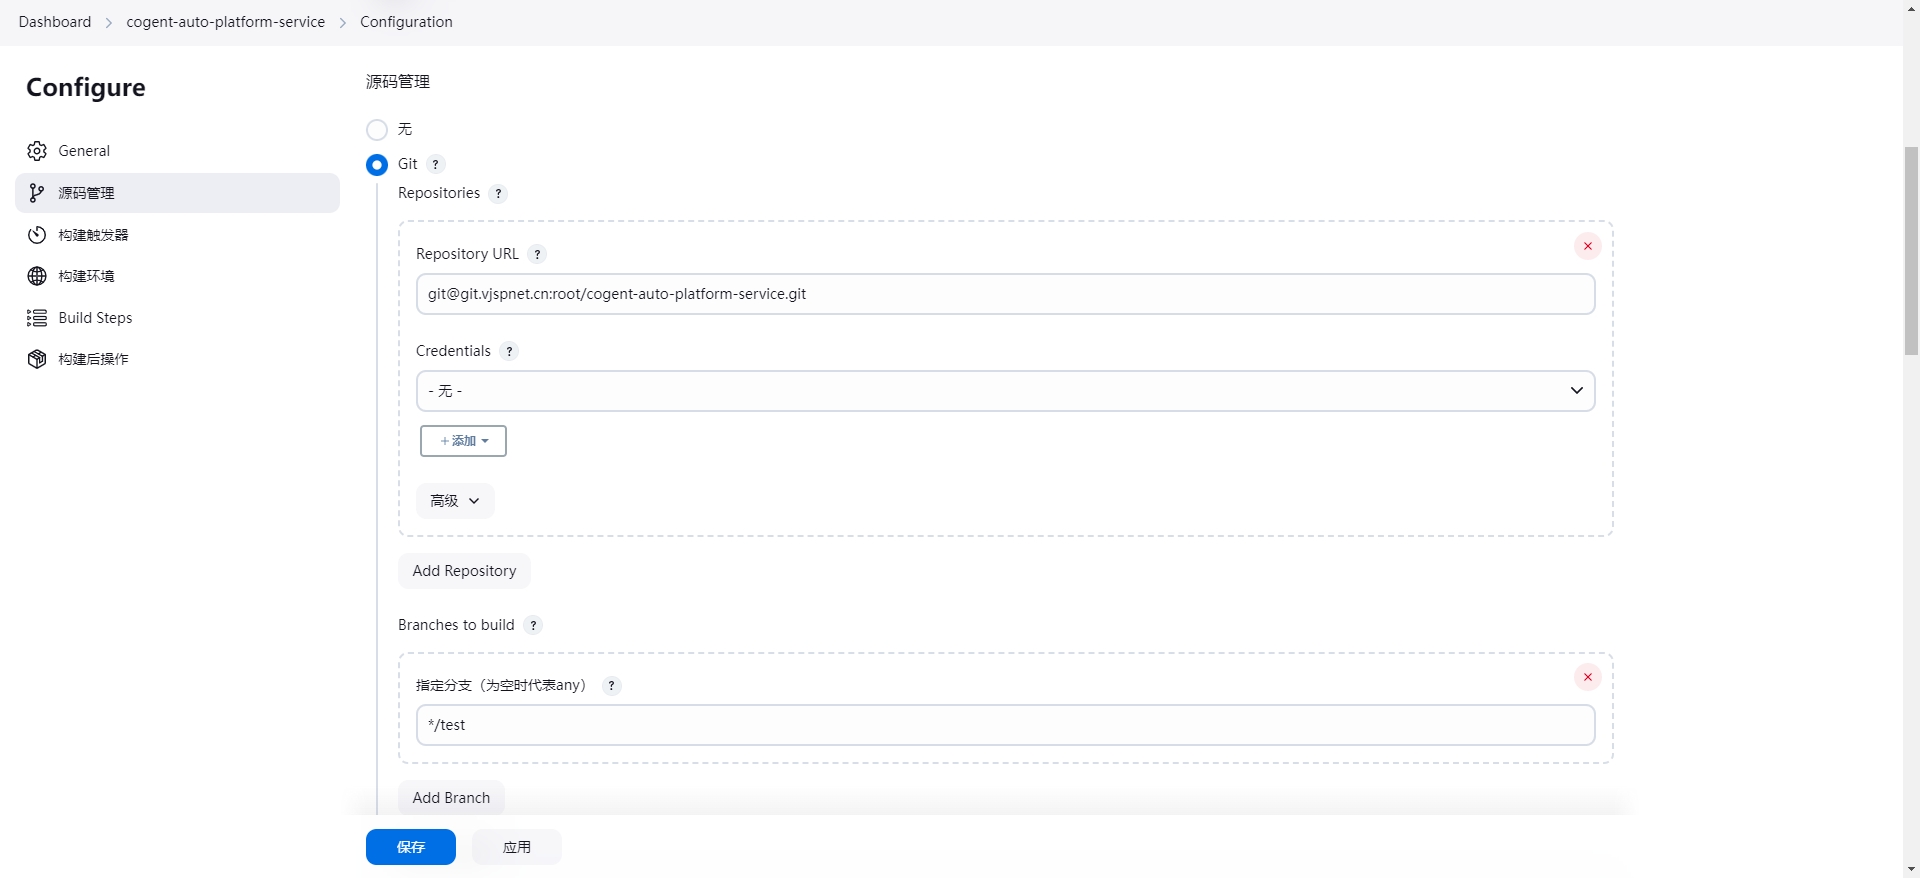 Dashboard > cogent-auto-platform-service > Configuration
Configure
General
源码管理
构建触发器
构建环境
Build Steps
构建后操作
源码管理
无
Git ?
Repositories ?
Repository URL ?
git@git.vjspnet.cn:root/cogent-auto-platform-service.git
Credentials ?
- 无 -
+添加
高级
Add Repository
Branches to build ?
指定分支（为空时代表any） ?
*/test
Add Branch
保存
应用